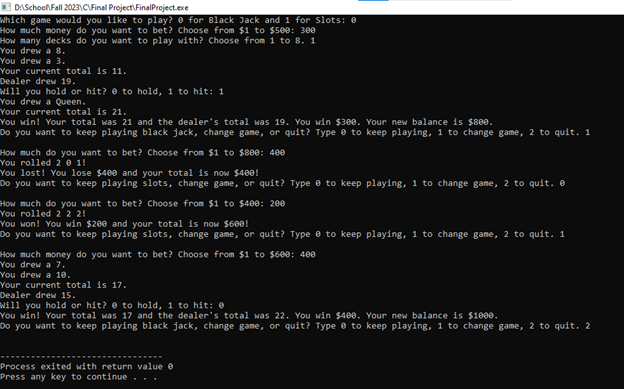 D:\School\Fall 2023\C\Final Project\FinalProject.exe
Which game would you like to play? 0 for Black Jack and 1 for Slots: 0
How much money do you want to bet? Choose from $1 to $500: 300
How many decks do you want to play with? Choose from 1 to 8. 1
You drew a 8.
You drew a 3.
Your current total is 11.
Dealer drew 19.
Will you hold or hit? 0 to hold, 1 to hit: 1
You drew a Queen.
Your current total is 21.
You win! Your total was 21 and the dealer's total was 19. You win $300. Your new balance is $800.
Do you want to keep playing black jack, change game, or quit? Type 0 to keep playing, 1 to change game, 2 to quit. 1
How much do you want to bet? Choose from $1 to $800: 400
You rolled 2 0 1!
You lost! You lose $400 and your total is now $400!
Do you want to keep playing slots, change game, or quit? Type 0 to keep playing, 1 to change game, 2 to quit. 0
How much do you want to bet? Choose from $1 to $400: 200
You rolled 2 2 2!
You won! You win $200 and your total is now $600!
Do you want to keep playing slots, change game, or quit? Type 0 to keep playing, 1 to change game, 2 to quit. 1
How much money do you want to bet? Choose from $1 to $600: 400
You drew a 7.
You drew a 10.
Your current total is 17.
Dealer drew 15.
Will you hold or hit? 0 to hold, 1 to hit: 0
You win! Your total was 17 and the dealer's total was 22. You win $400. Your new balance is $1000.
Do you want to keep playing black jack, change game, or quit? Type 0 to keep playing, 1 to change game, 2 to quit. 2
--------------------------------
Process exited with return value 0
Press any key to continue . . .